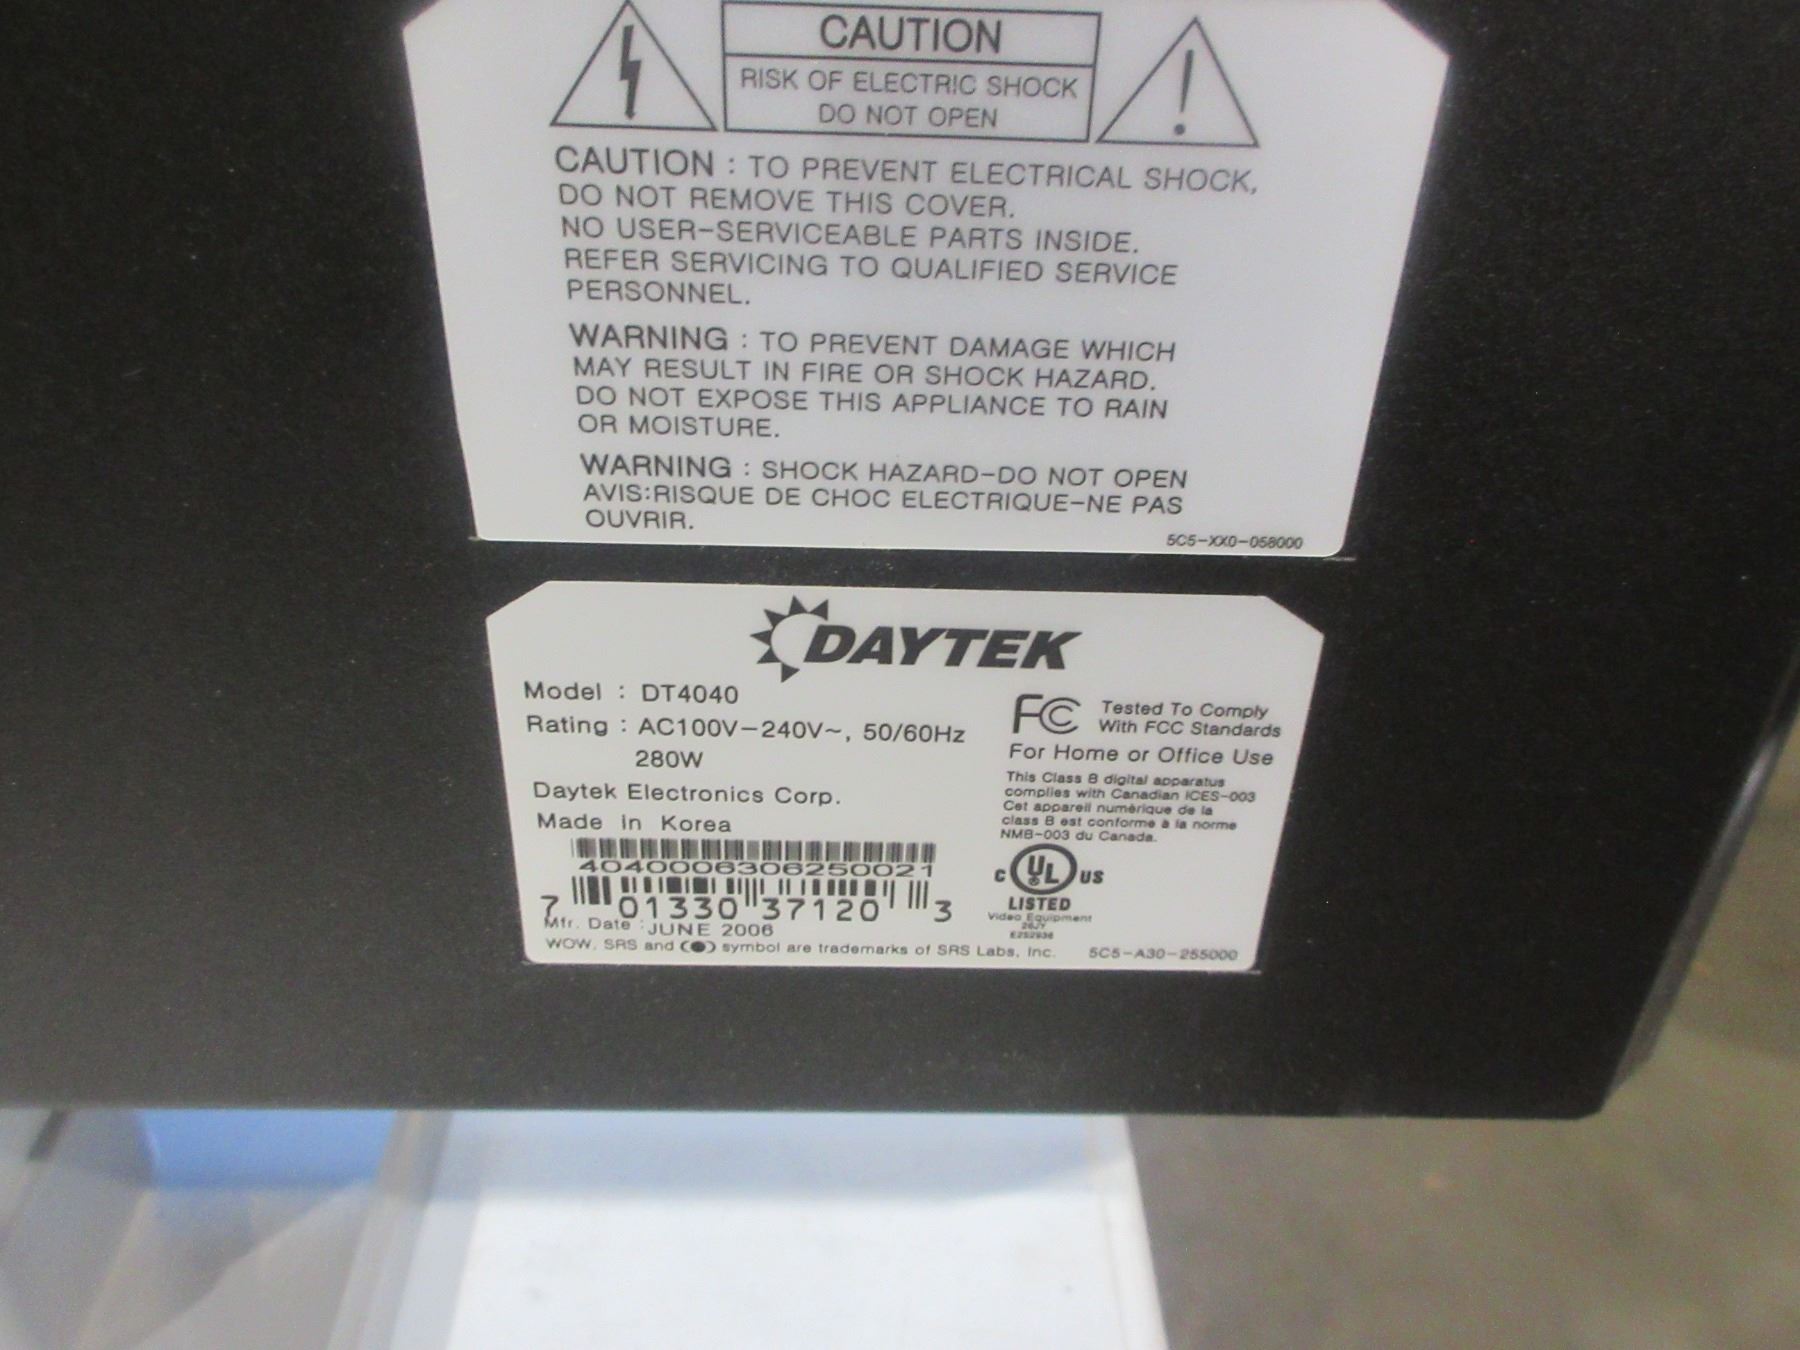 CAUTION
RISK OF ELECTRIC SHOCK
DO NOT OPEN
CAUTION : TO PREVENT ELECTRICAL SHOCK,
DO NOT REMOVE THIS COVER.
NO USER-SERVICEABLE PARTS INSIDE.
REFER SERVICING TO QUALIFIED SERVICE
PERSONNEL.
WARNING : TO PREVENT DAMAGE WHICH
MAY RESULT IN FIRE OR SHOCK HAZARD.
DO NOT EXPOSE THIS APPLIANCE TO RAIN
OR MOISTURE.
WARNING : SHOCK HAZARD-DO NOT OPEN
AVIS:RISQUE DE CHOC ELECTRIQUE-NE PAS
OUVRIR.
5C5-XX0-058000
DAYTEK
Model : DT4040
Rating : AC100V-240V~, 50/60Hz
280W
Daytek Electronics Corp.
Made in Korea
4040006306250021
7 01330 37120 3
Mfr. Date : JUNE 2006
WOW, SRS and symbol are trademarks of SRS Labs, Inc.
FC Tested To Comply
With FCC Standards
For Home or Office Use
This Class B digital apparatus
complies with Canadian ICES-003
Cet appareil numérique de la
class B est conforme à la norme
NMB-003 du Canada.
C UL US
LISTED
Video Equipment
26JY
E252936
5C5-A30-255000